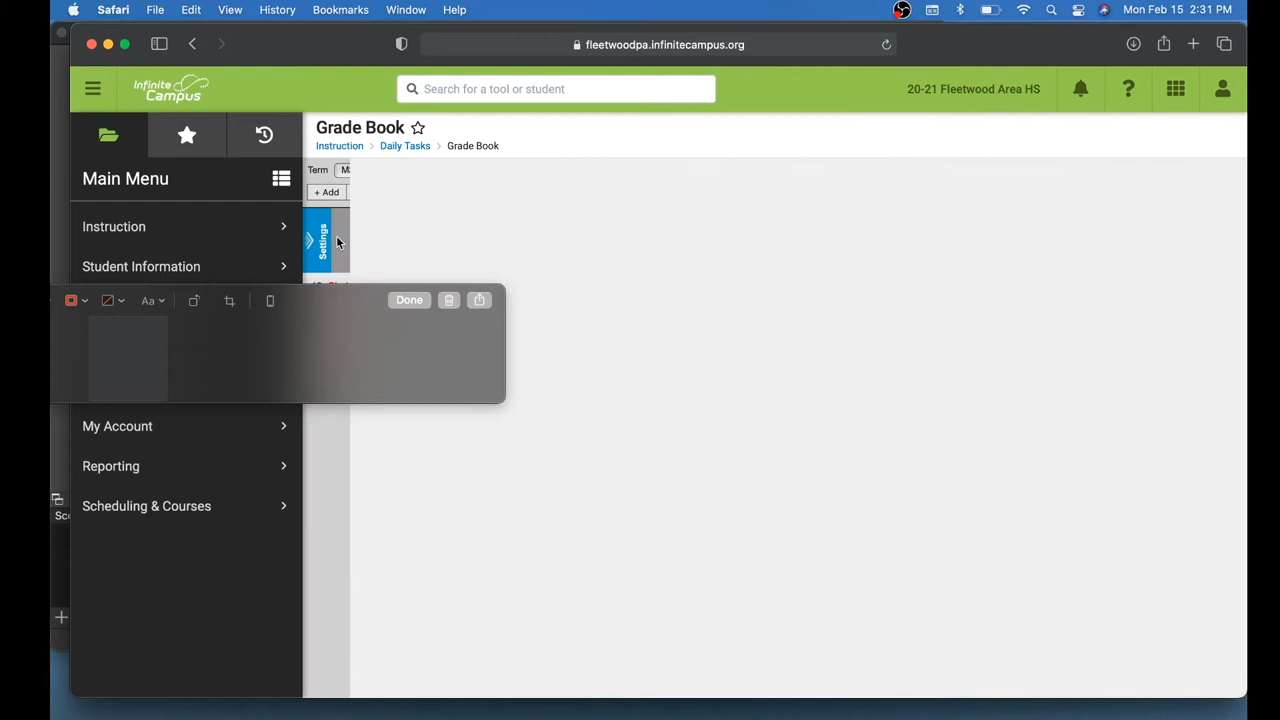 Safari File Edit View History Bookmarks Window Help Mon Feb 15 2:31 PM
fleetwoodpa.infinitecampus.org
Infinite Campus
Search for a tool or student
20-21 Fleetwood Area HS
Grade Book
Instruction > Daily Tasks > Grade Book
Main Menu
Term
+ Add
Instruction
Settings
Student Information
Aa
Done
My Account
Reporting
Scheduling & Courses